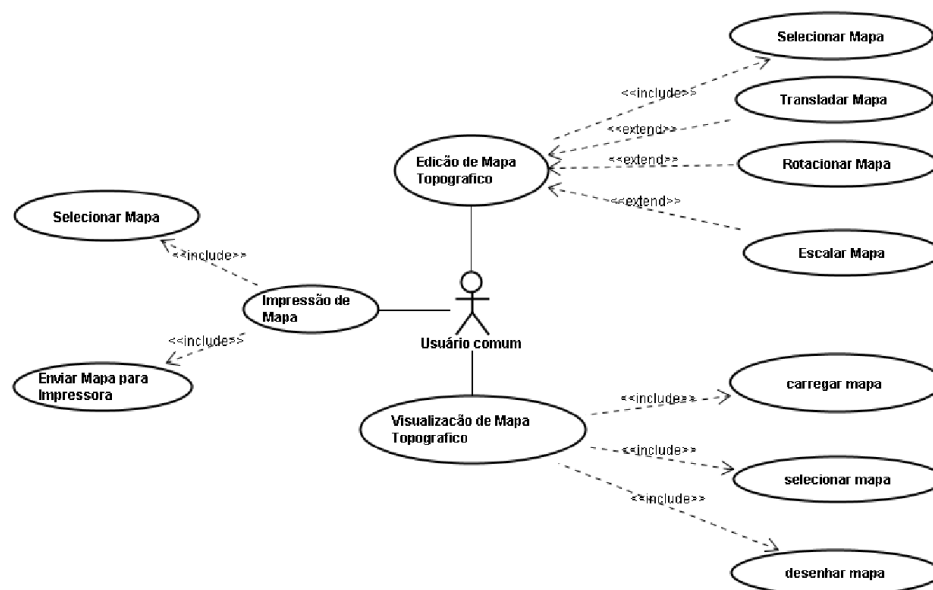 Selecionar Mapa
<<include>>
Transladar Mapa
<<extend>>
Edição de Mapa
Topografico
<<extend>>
Rotacionar Mapa
<<extend>>
Selecionar Mapa
Escalar Mapa
<<include>>
Impressão de
Mapa
Usuário comum
<<include>>
Enviar Mapa para
Impressora
carregar mapa
<<include>>
Visualizacão de Mapa
Topografico
<<include>>
selecionar mapa
<<include>>
desenhar mapa